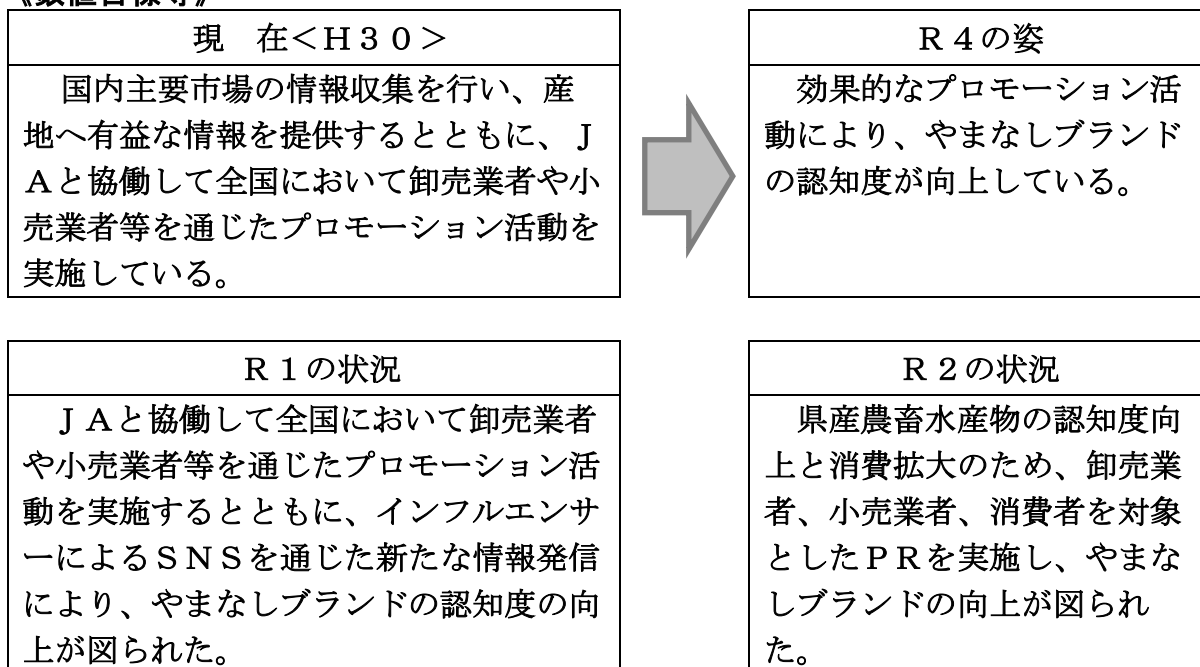 現　在＜Ｈ３０＞
　国内主要市場の情報収集を行い、産
地へ有益な情報を提供するとともに、Ｊ
Ａと協働して全国において卸売業者や小
売業者等を通じたプロモーション活動を
実施している。
Ｒ４の姿
　効果的なプロモーション活
動により、やまなしブランド
の認知度が向上している。
Ｒ１の状況
　ＪＡと協働して全国において卸売業者
や小売業者等を通じたプロモーション活
動を実施するとともに、インフルエンサ
ーによるＳＮＳを通じた新たな情報発信
により、やまなしブランドの認知度の向
上が図られた。
Ｒ２の状況
　県産農畜水産物の認知度向
上と消費拡大のため、卸売業
者、小売業者、消費者を対象
としたＰＲを実施し、やまな
しブランドの向上が図られ
た。